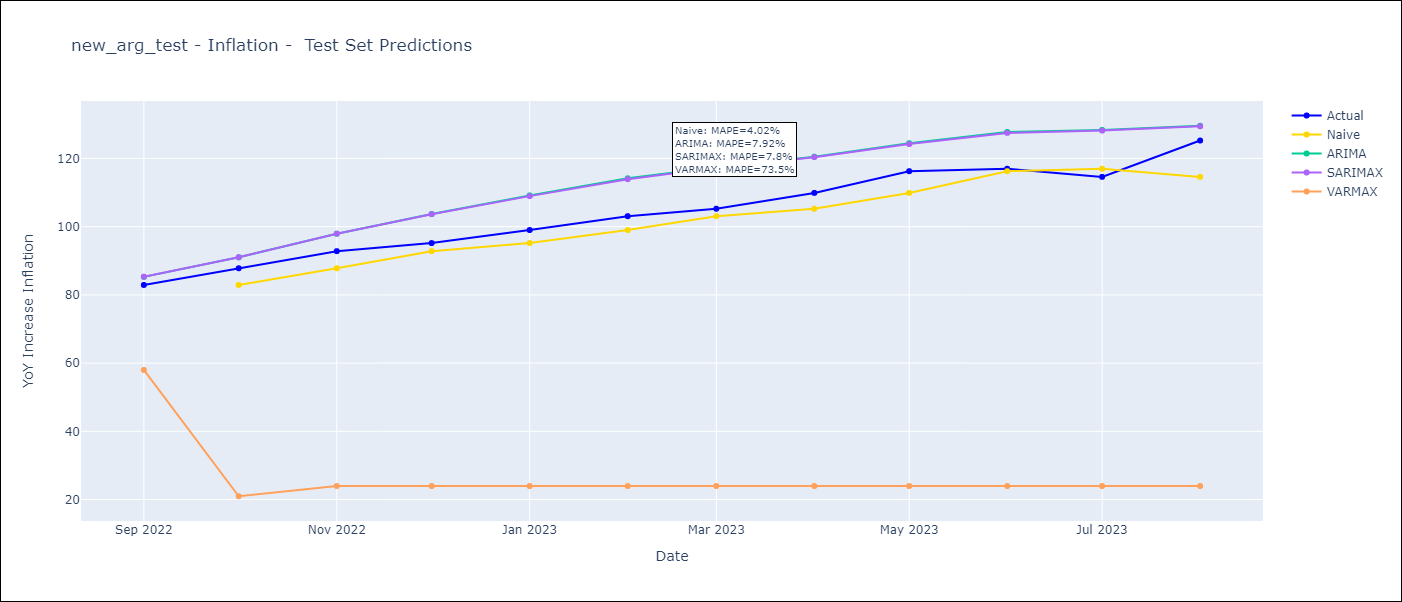 new_arg_test - Inflation -  Test Set Predictions
Actual
Naive
ARIMA
SARIMAX
VARMAX
Naive: MAPE=4.02%
ARIMA: MAPE=7.92%
SARIMAX: MAPE=7.8%
VARMAX: MAPE=73.5%
YoY Increase Inflation
120
100
80
60
40
20
Sep 2022
Nov 2022
Jan 2023
Mar 2023
May 2023
Jul 2023
Date